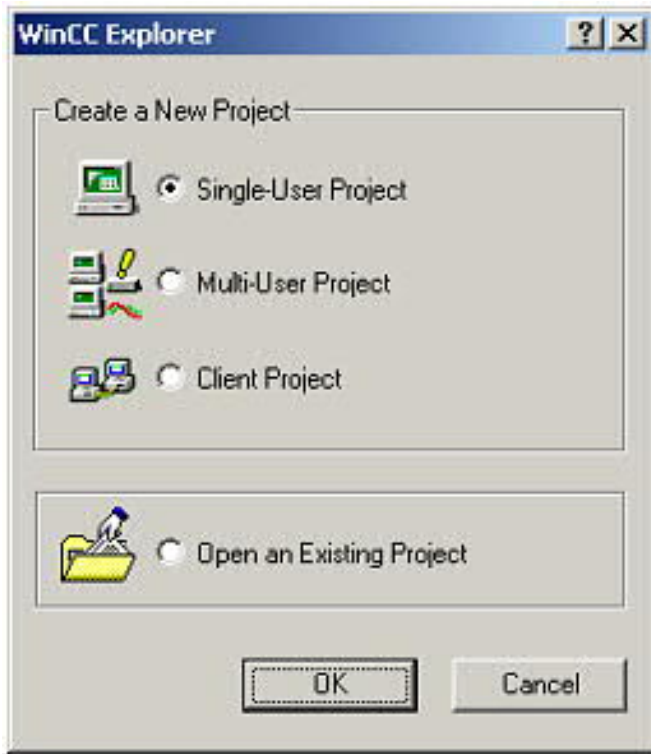 WinCC Explorer
Create a New Project
Single-User Project
Multi-User Project
Client Project
Open an Existing Project
OK
Cancel